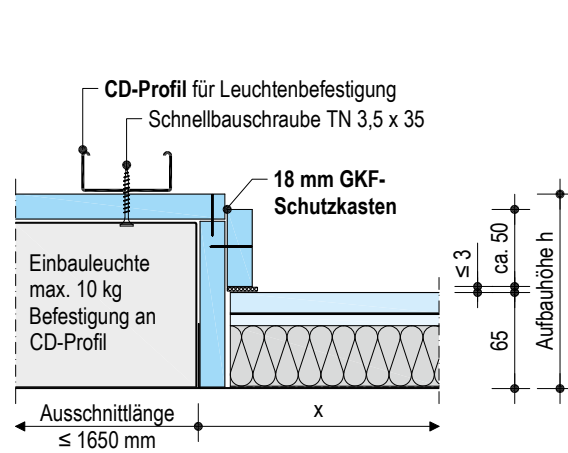 CD-Profil für Leuchtenbefestigung
Schnellbauschraube TN 3,5 x 35
18 mm GKF-
Schutzkasten
Einbauleuchte
max. 10 kg
Befestigung an
CD-Profil
≤ 3
ca. 50
65
Aufbauhöhe h
Ausschnittlänge
≤ 1650 mm
x